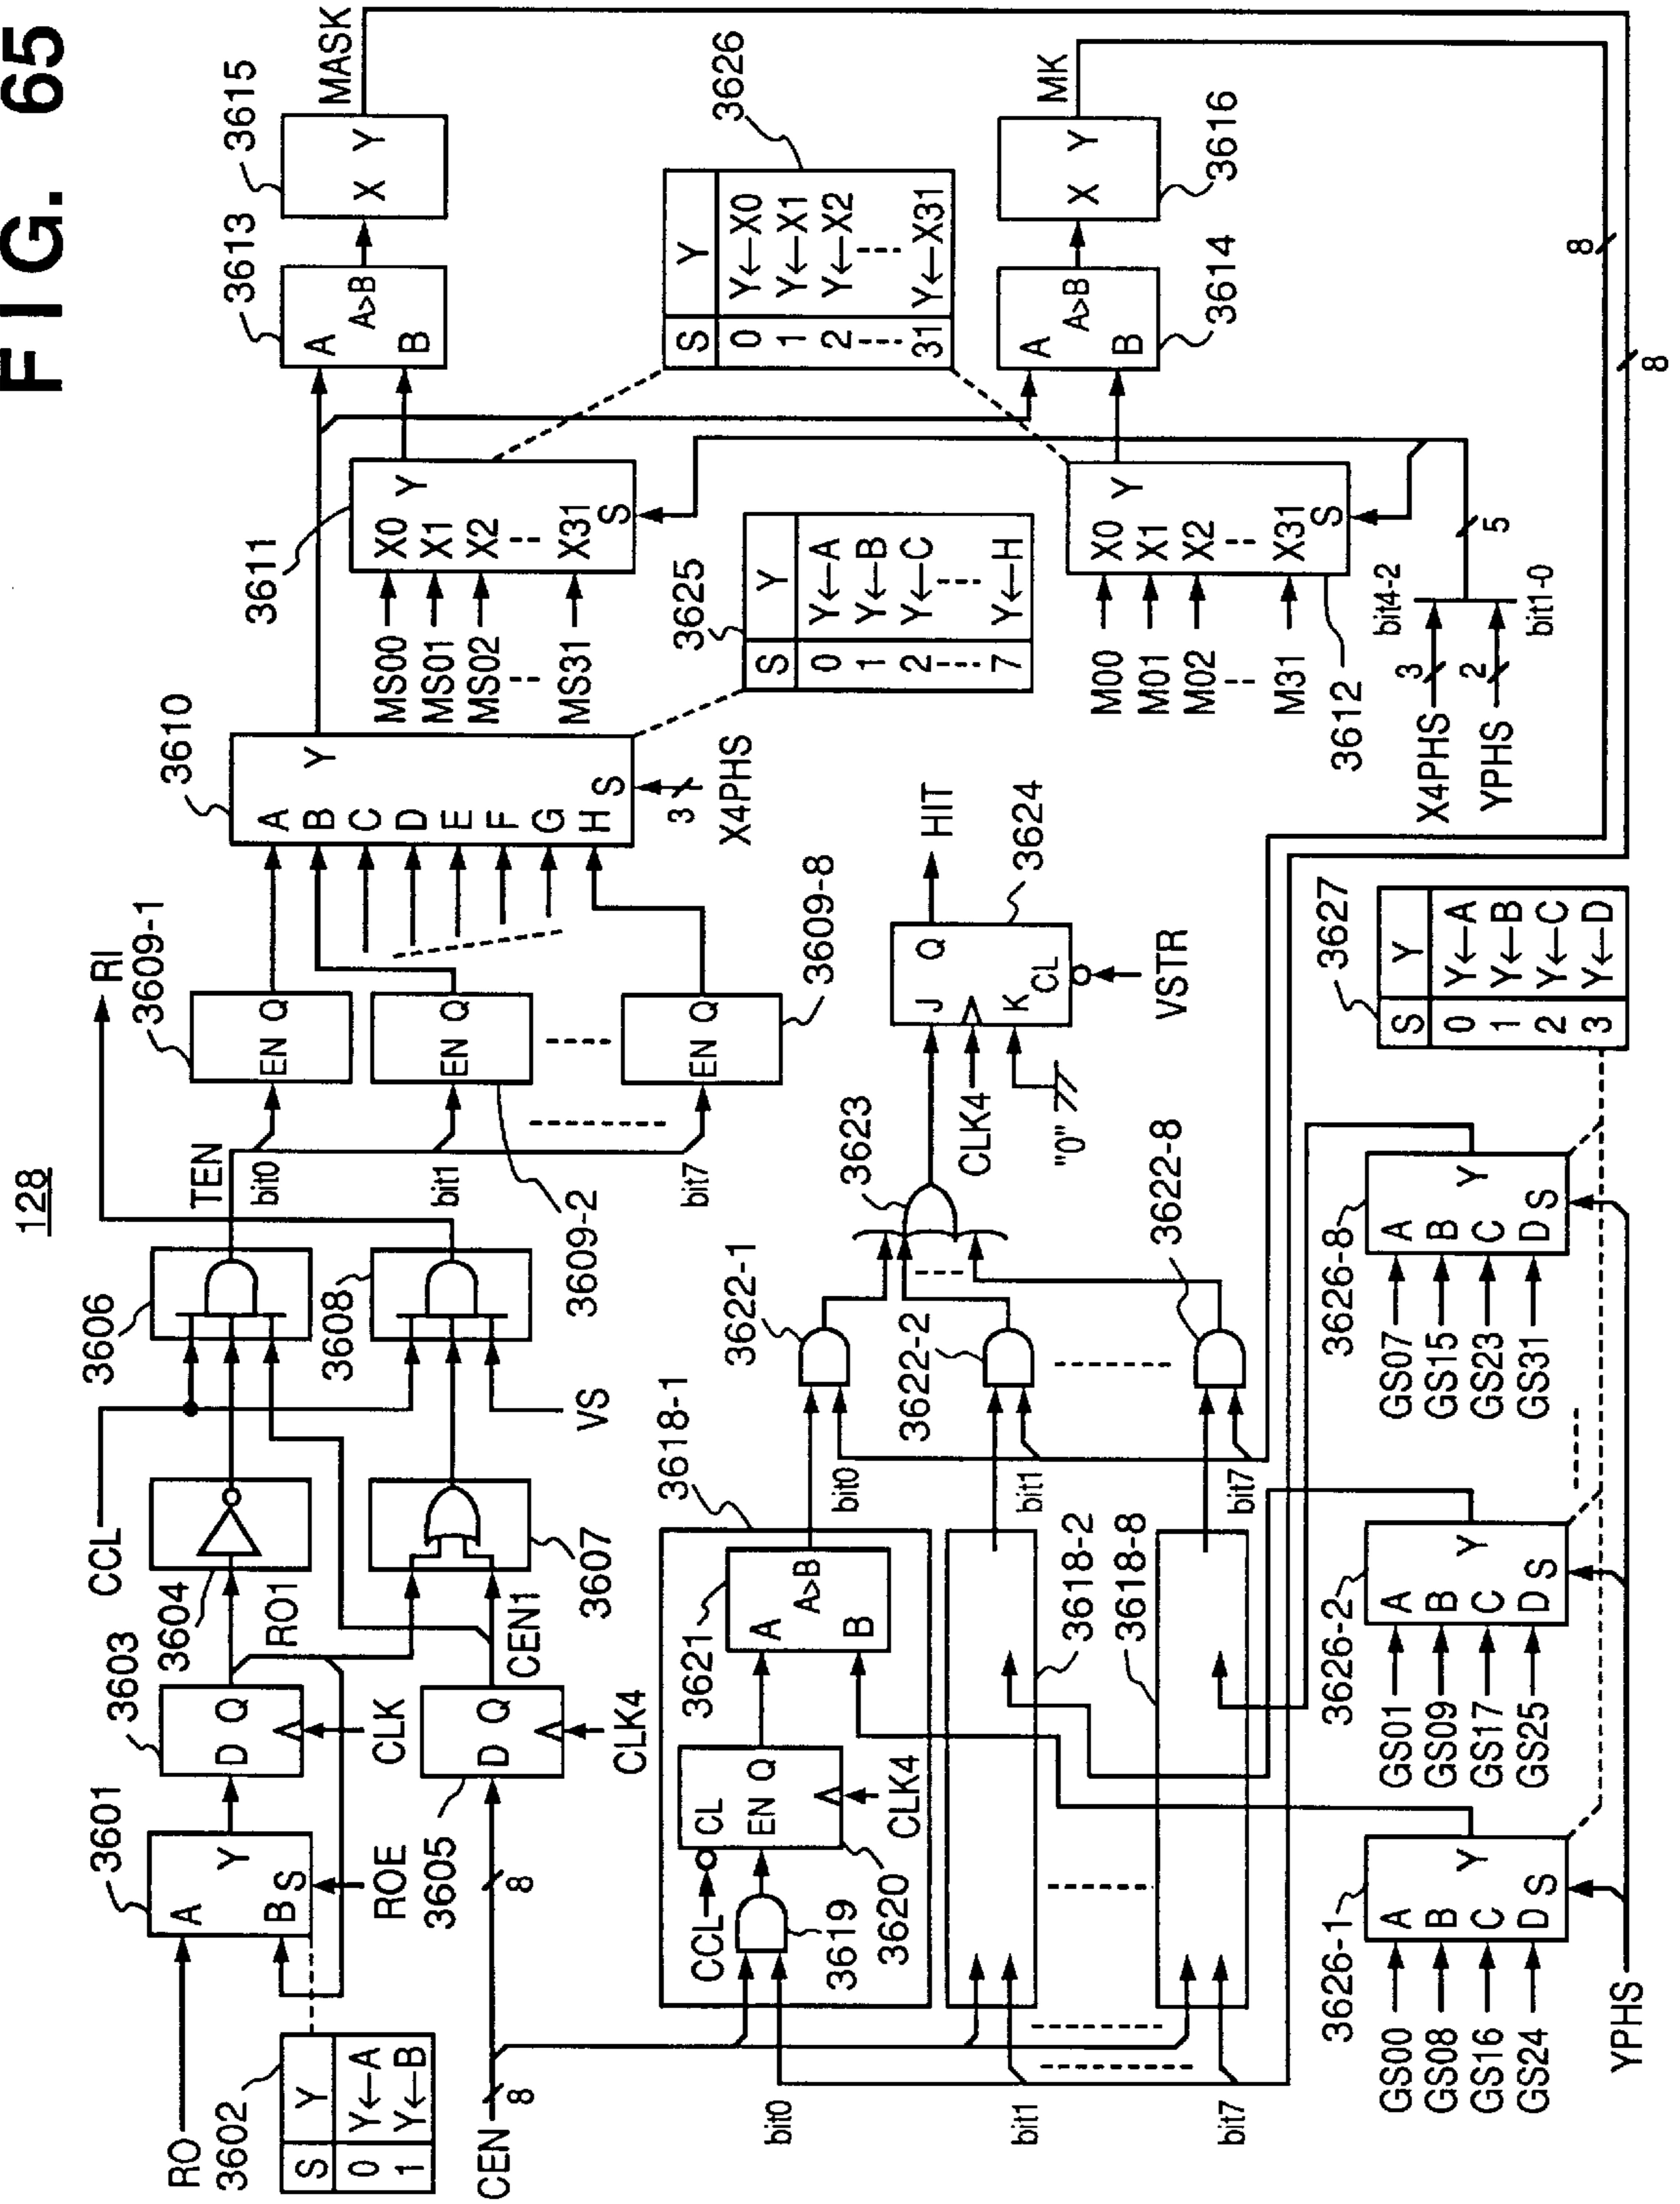 FIG. 65
128
RO
3601
A
Y
B
S
ROE
3602
S Y
0 Y←A
1 Y←B
3603
D Q
CLK
RO1
3604
CCL
3606
TEN
RI
CEN
8
8
3605
D Q
CLK4
CEN1
3607
3608
VS
bit0
bit1
bit7
3609-1
EN Q
3609-2
EN Q
3609-8
EN Q
3610
A
B
C
D
E
F
G
H
Y
S
3
X4PHS
3625
S Y
0 Y←A
1 Y←B
2 Y←C
7 Y←H
3611
MS00
MS01
MS02
MS31
X0
X1
X2
X31
Y
S
3613
A
A>B
B
3615
X Y
MASK
3626
S Y
0 Y←X0
1 Y←X1
2 Y←X2
31 Y←X31
3612
M00
M01
M02
M31
X0
X1
X2
X31
Y
S
3614
A
A>B
B
3616
X Y
MK
X4PHS
3
bit4-2
YPHS
2
bit1-0
5
8
8
3618-1
CCL
3619
CL
EN Q
3620
CLK4
3621
A
A>B
B
bit0
bit1
bit7
3618-2
3618-8
bit0
bit1
bit7
3622-1
3622-2
3622-8
3623
J Q
CLK4
K
CL
"0"
VSTR
3624
HIT
3626-1
GS00
GS08
GS16
GS24
A
B
C
D
Y
S
3626-2
GS01
GS09
GS17
GS25
A
B
C
D
Y
S
3626-8
GS07
GS15
GS23
GS31
A
B
C
D
Y
S
YPHS
3627
S Y
0 Y←A
1 Y←B
2 Y←C
3 Y←D